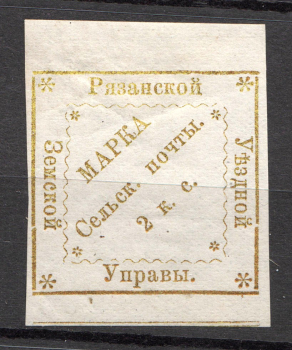 Рязанской
Уѣздной
Земской
Управы.
МАРКА
Сельск. почты.
2 к. с.